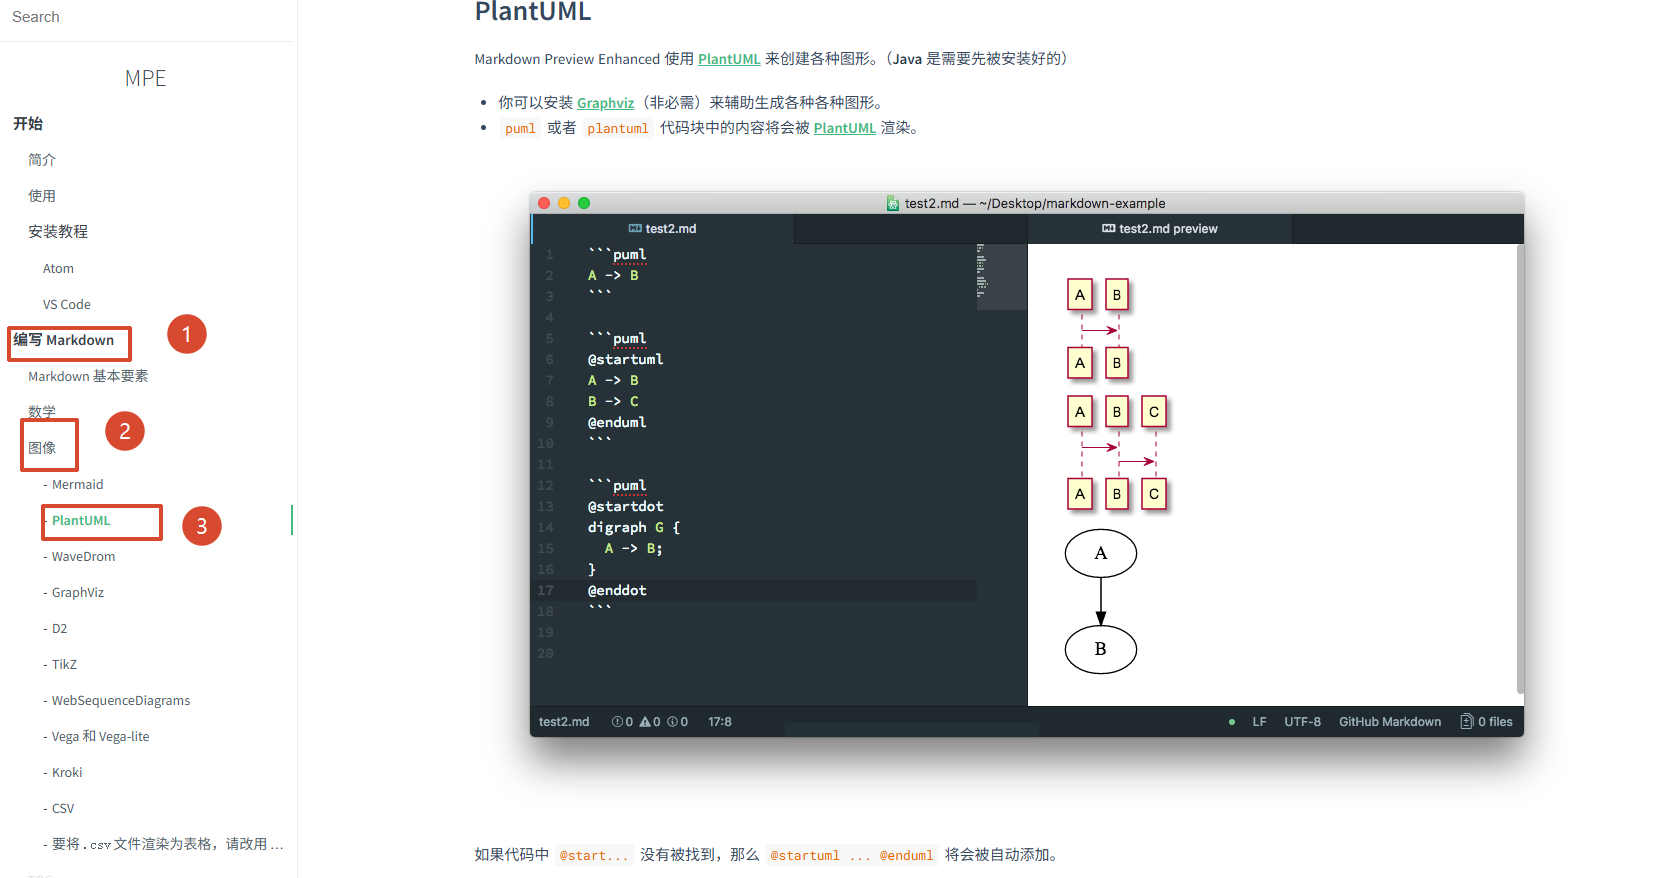 Search
MPE
开始
简介
使用
安装教程
Atom
VS Code
编写 Markdown
1
Markdown 基本要素
数学
2
图像
- Mermaid
- PlantUML
3
- WaveDrom
- GraphViz
- D2
- TikZ
- WebSequenceDiagrams
- Vega 和 Vega-lite
- Kroki
- CSV
- 要将 .csv 文件渲染为表格，请改用 ...
PlantUML
Markdown Preview Enhanced 使用 PlantUML 来创建各种图形。（Java 是需要先被安装好的）
• 你可以安装 Graphviz（非必需）来辅助生成各种各种图形。
• puml 或者 plantuml 代码块中的内容将会被 PlantUML 渲染。
test2.md — ~/Desktop/markdown-example
test2.md
test2.md preview
1 ```puml
2 A -> B
3 ```
4
5 ```puml
6 @startuml
7 A -> B
8 B -> C
9 @enduml
10 ```
11
12 ```puml
13 @startdot
14 digraph G {
15 A -> B;
16 }
17 @enddot
18 ```
19
20
A B
A B
A B C
A B C
A
B
test2.md 0 0 0 17:8
LF UTF-8 GitHub Markdown 0 files
如果代码中 @start... 没有被找到，那么 @startuml ... @enduml 将会被自动添加。